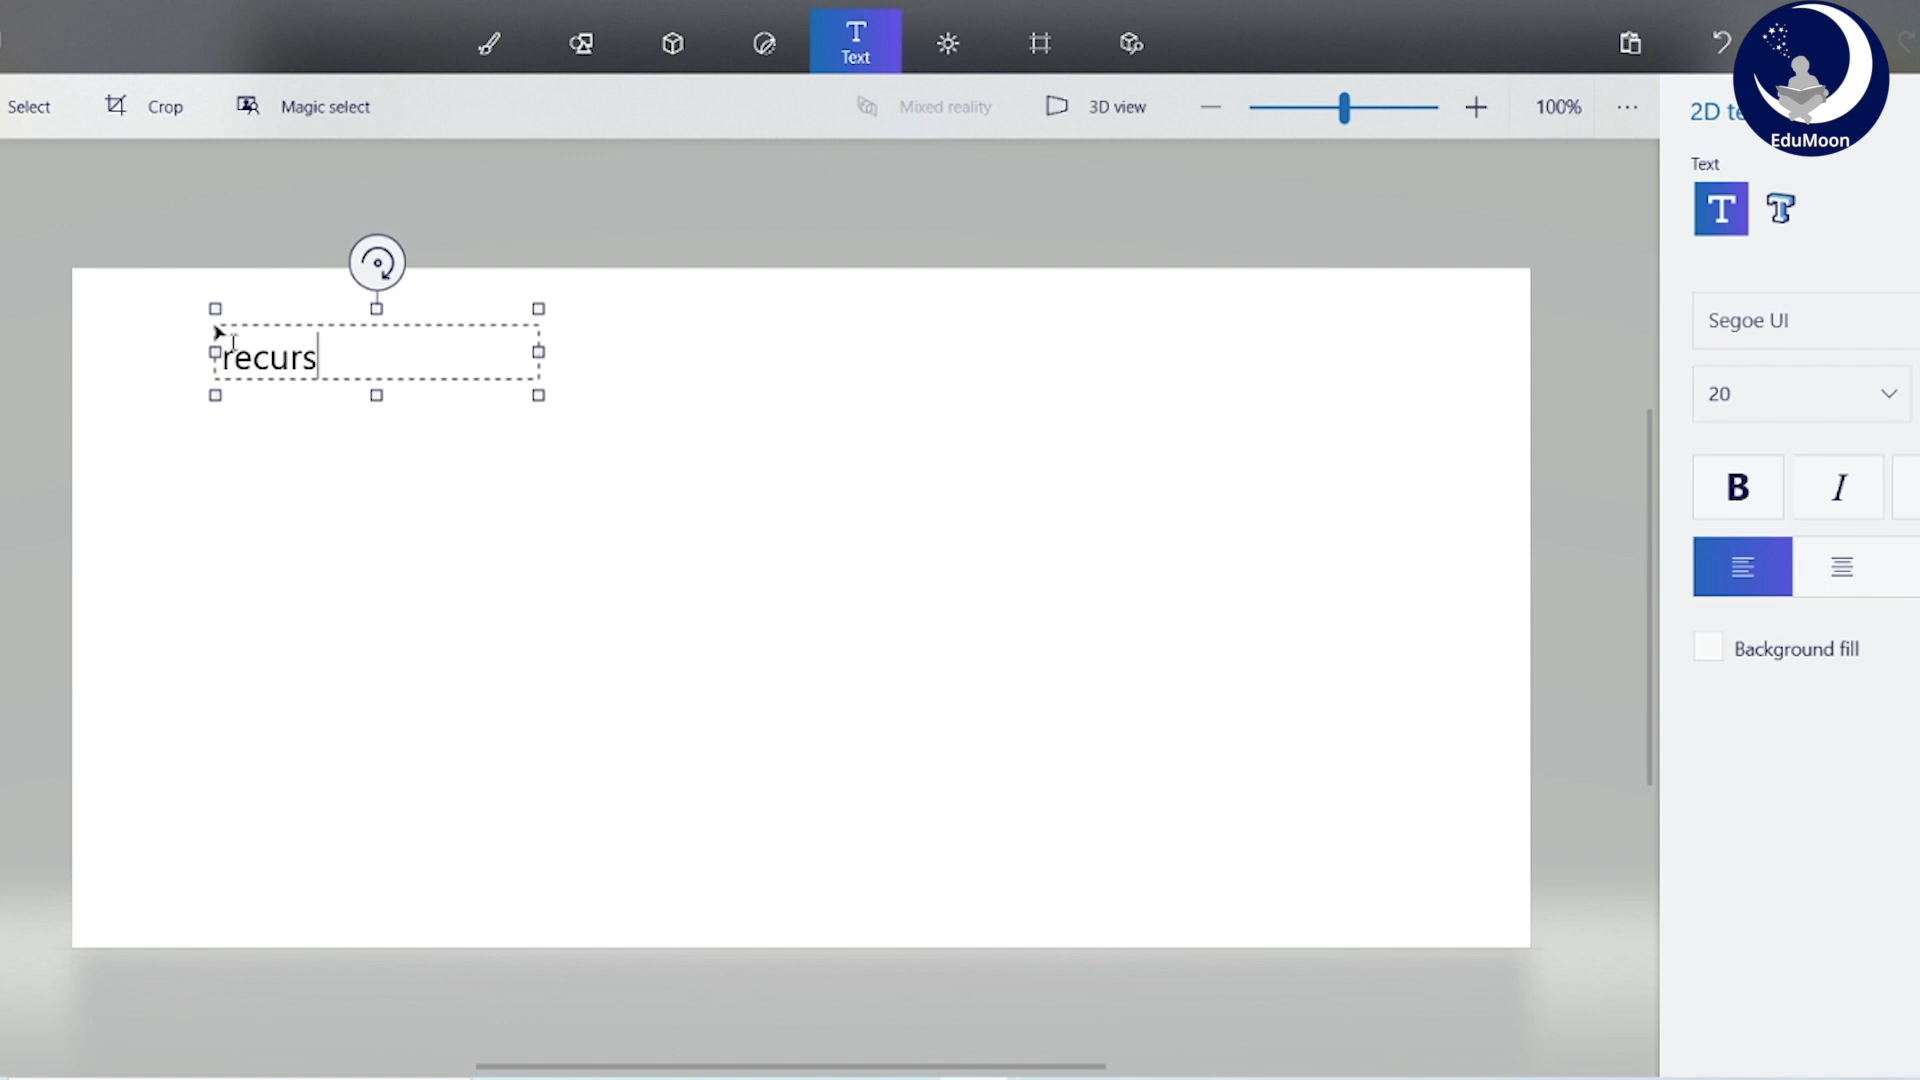 Text
Select
Crop
Magic select
Mixed reality
3D view
100%
2D te
EduMoon
Text
Segoe UI
20
B
I
Background fill
recurs